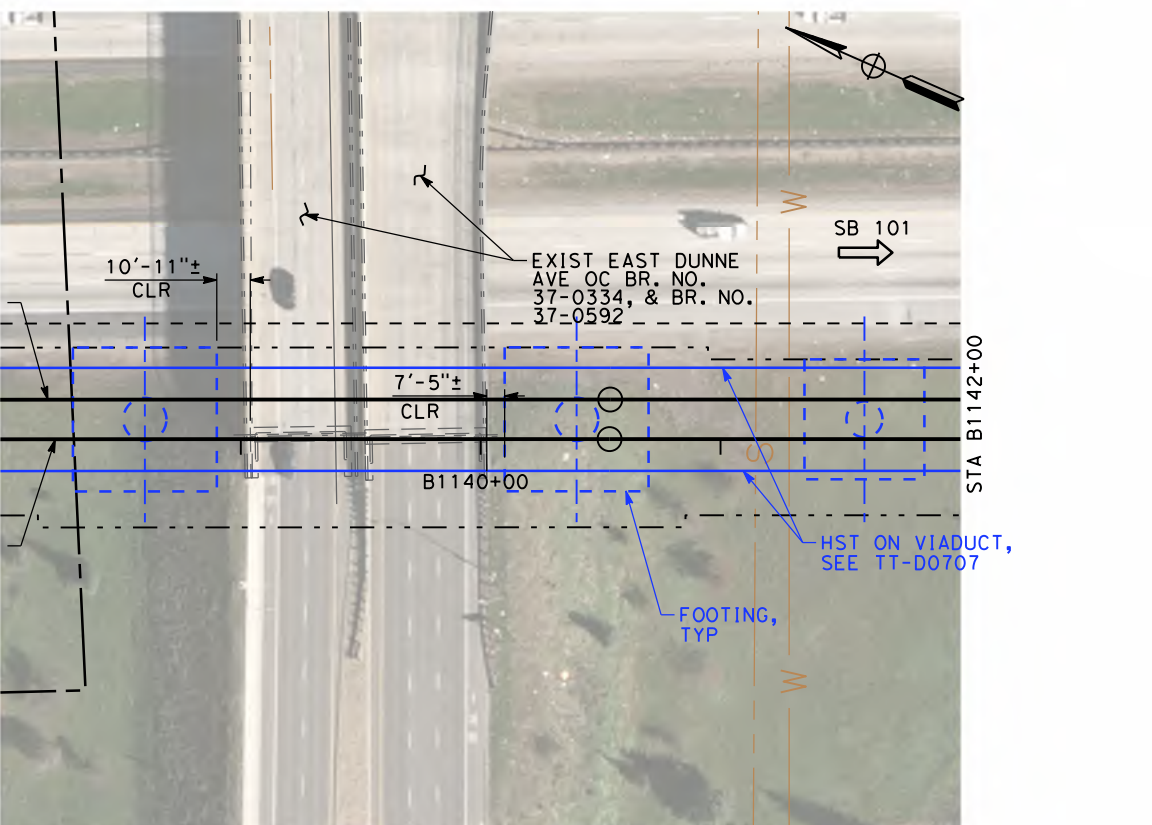 SB 101
EXIST EAST DUNNE
AVE OC BR. NO.
37-0334, & BR. NO.
37-0592
10'-11"±
CLR
7'-5"±
CLR
B1140+00
STA B1142+00
W
S
HST ON VIADUCT,
SEE TT-D0707
FOOTING,
TYP
W